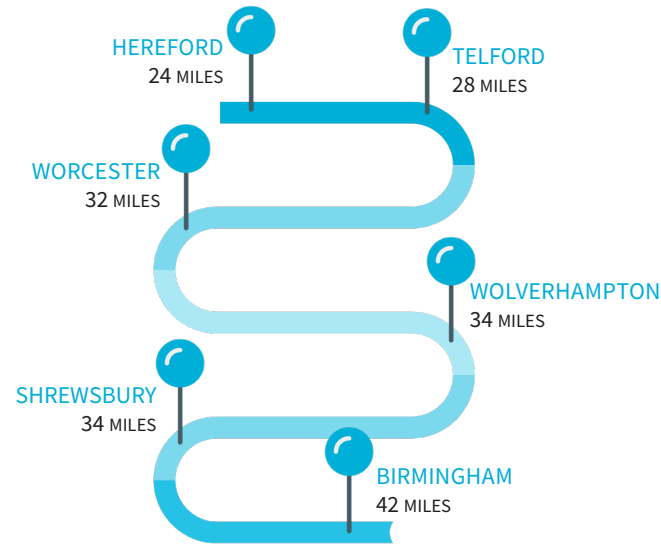 HEREFORD
24 MILES
TELFORD
28 MILES
WORCESTER
32 MILES
WOLVERHAMPTON
34 MILES
SHREWSBURY
34 MILES
BIRMINGHAM
42 MILES